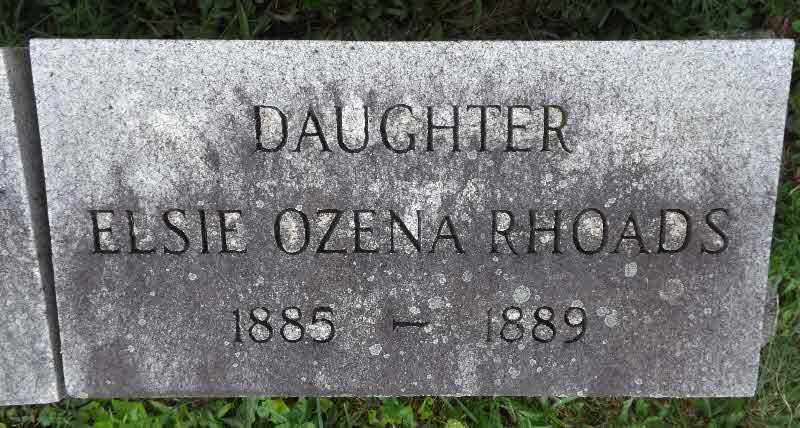 DAUGHTER
ELSIE OZENA RHOADS
1885 – 1889